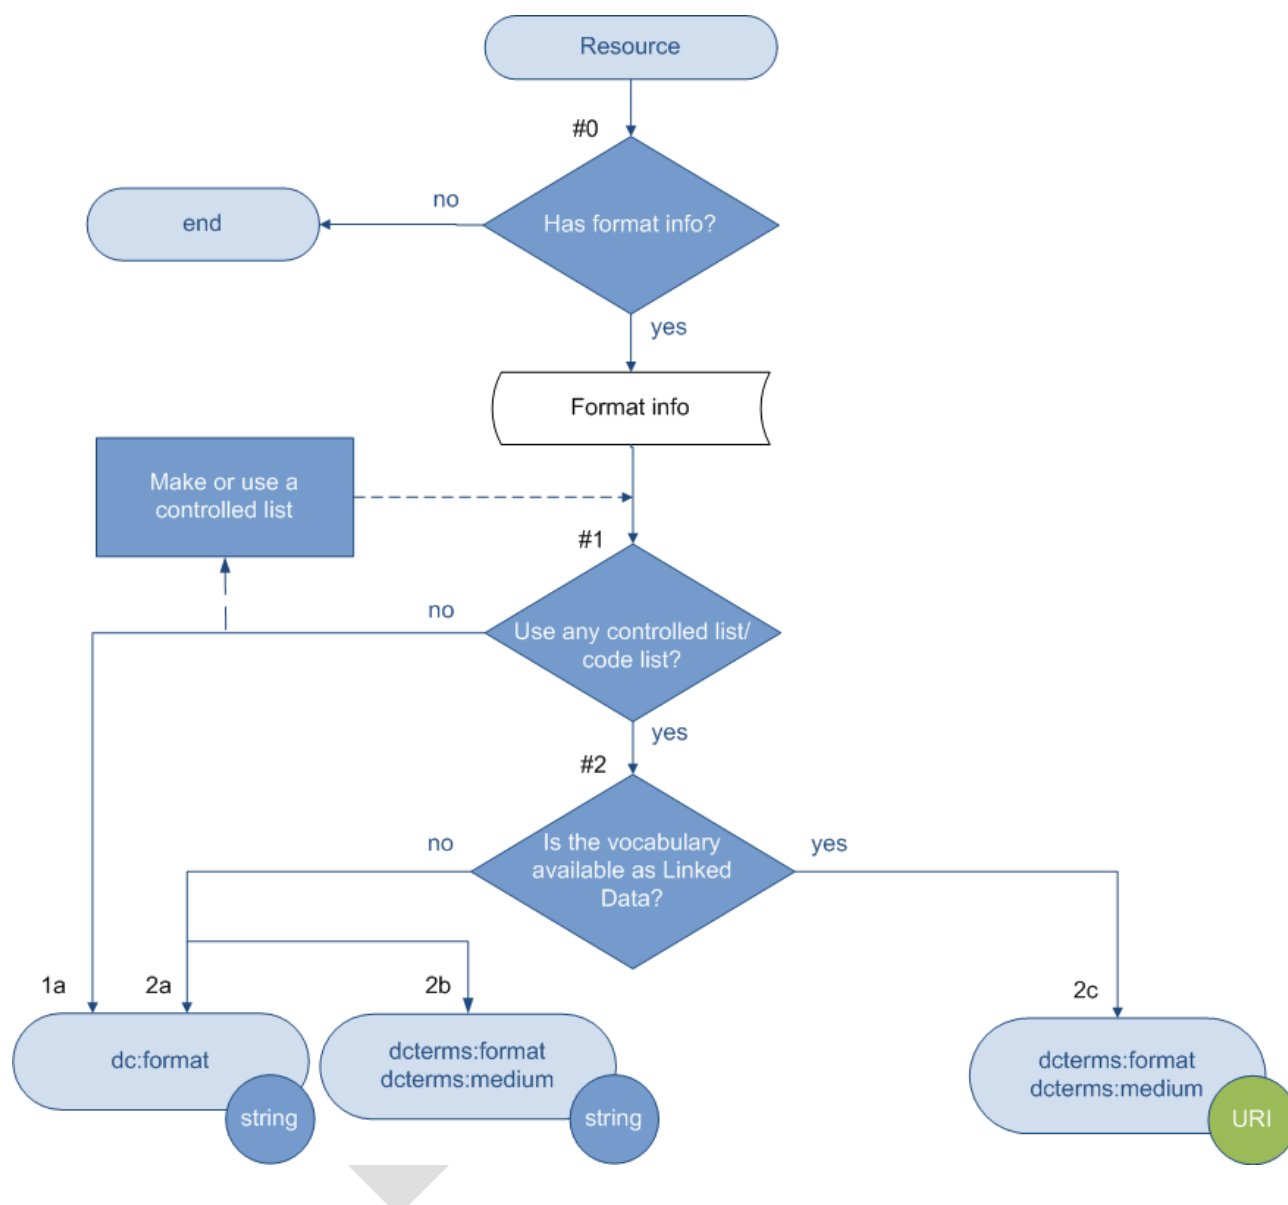 Resource
#0
Has format info?
no
end
yes
Format info
Make or use a
controlled list
#1
no
Use any controlled list/
code list?
yes
#2
no
Is the vocabulary
available as Linked
Data?
yes
1a
2a
2b
2c
dc:format
string
dcterms:format
dcterms:medium
string
dcterms:format
dcterms:medium
URI